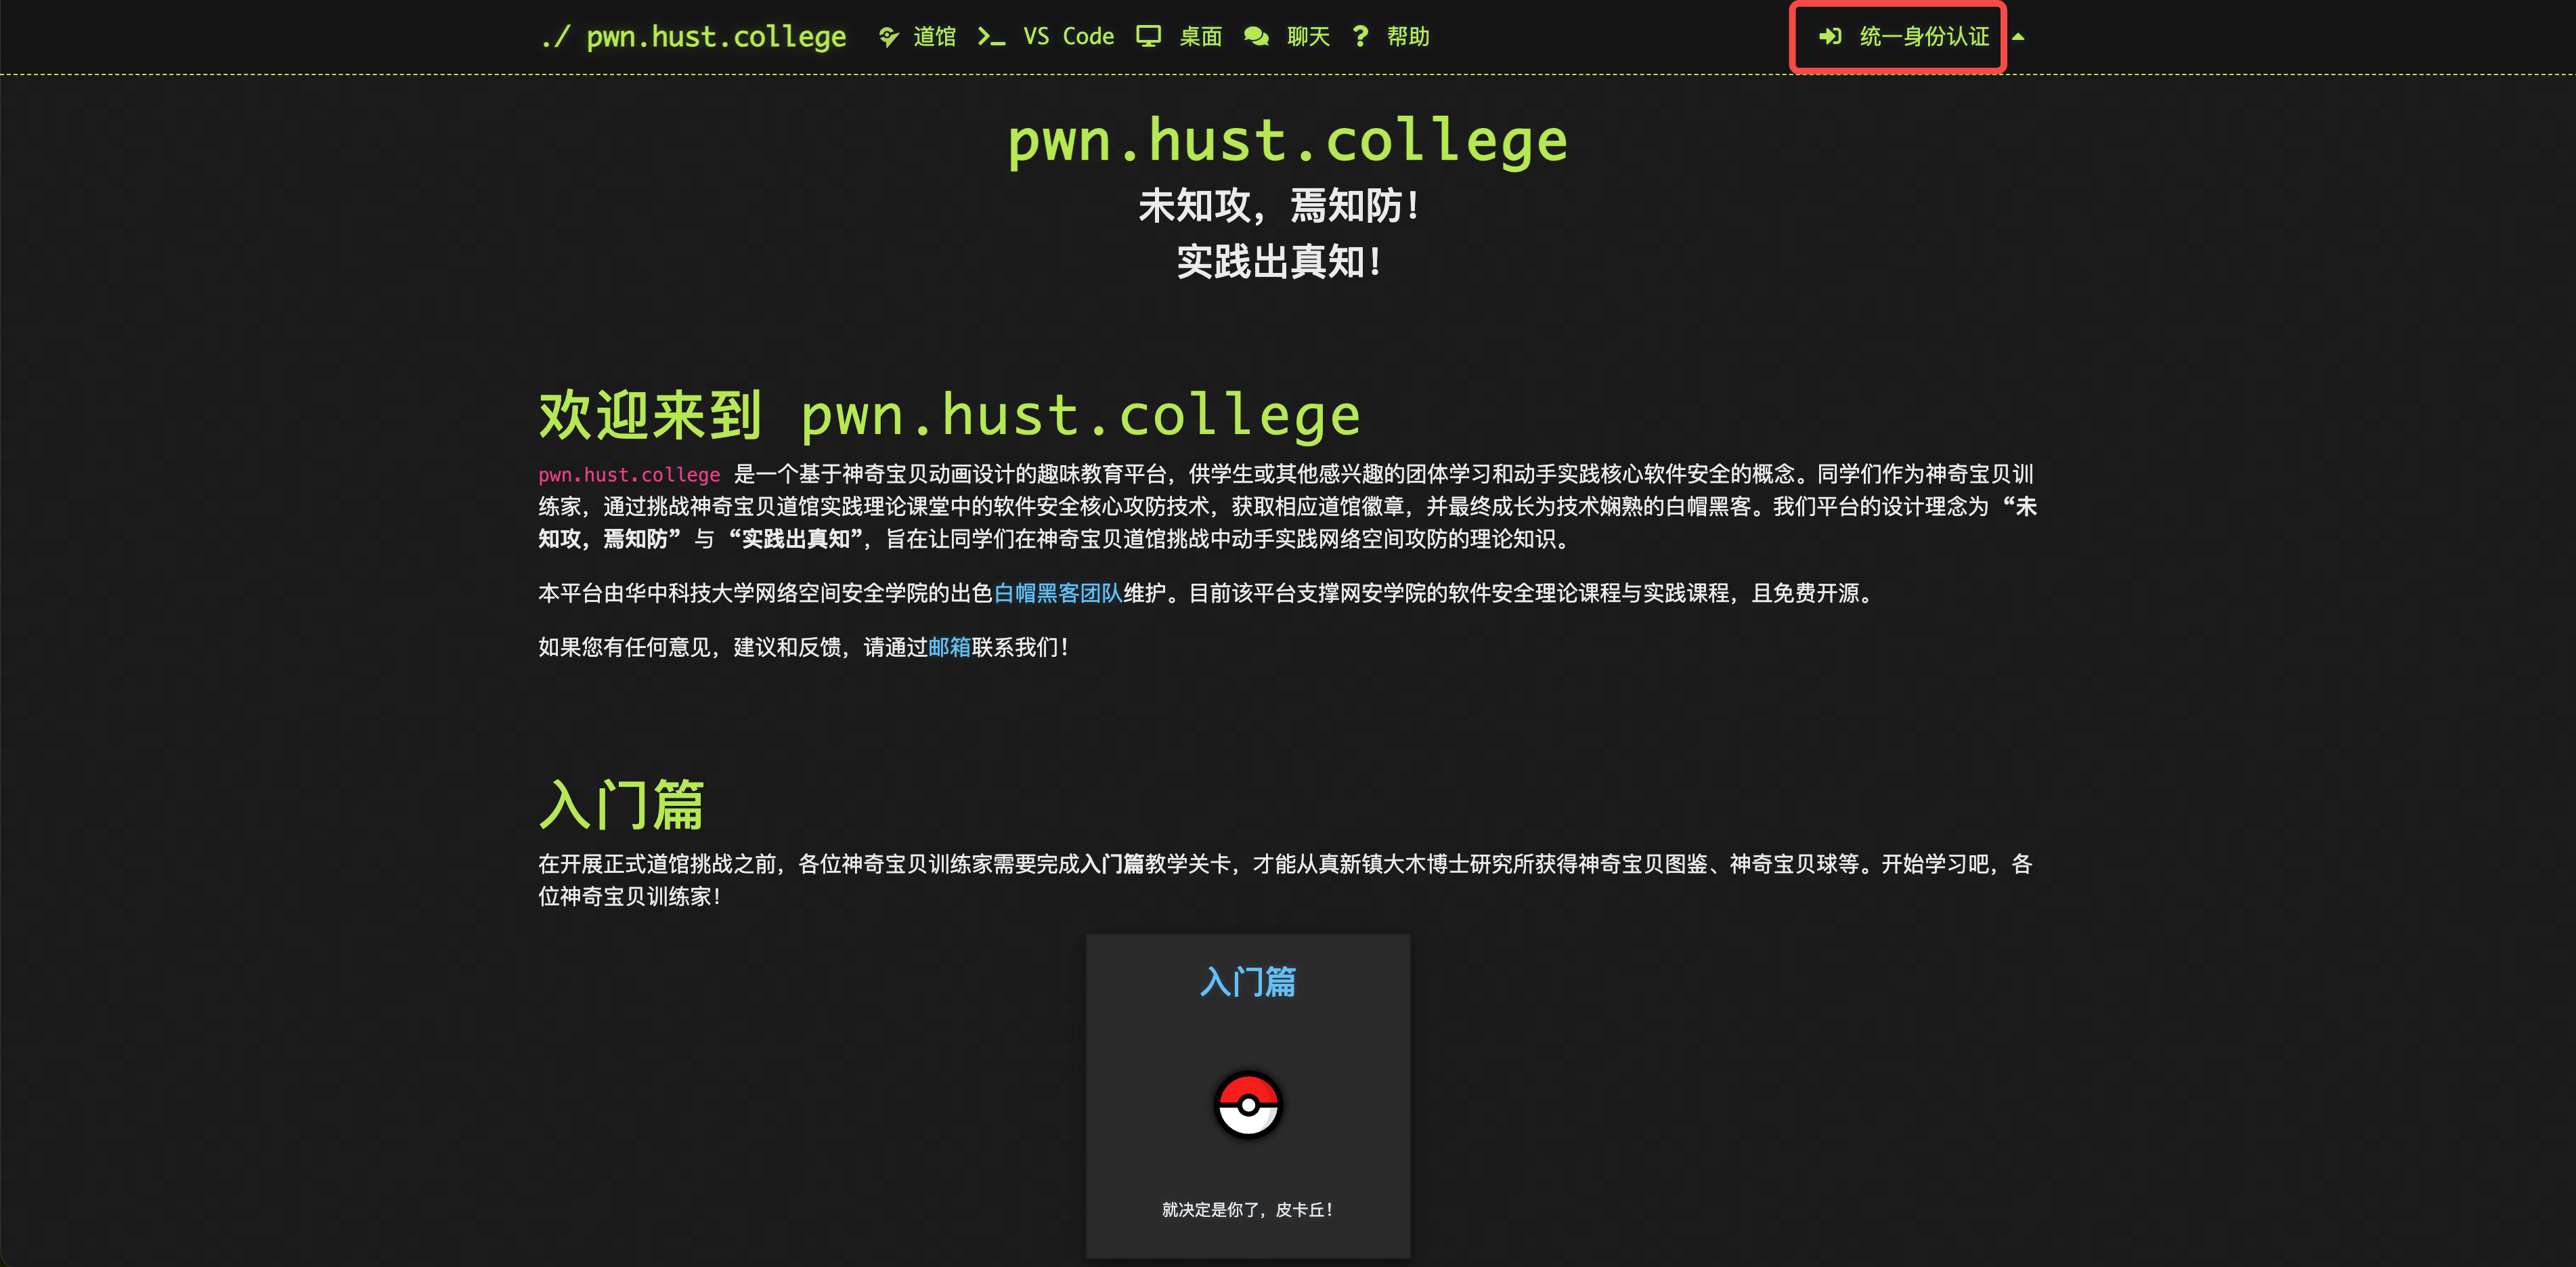 ./ pwn.hust.college 道馆 VS Code 桌面 聊天 帮助 统一身份认证
pwn.hust.college
未知攻，焉知防！
实践出真知！
欢迎来到 pwn.hust.college
pwn.hust.college 是一个基于神奇宝贝动画设计的趣味教育平台，供学生或其他感兴趣的团体学习和动手实践核心软件安全的概念。同学们作为神奇宝贝训
练家，通过挑战神奇宝贝道馆实践理论课堂中的软件安全核心攻防技术，获取相应道馆徽章，并最终成长为技术娴熟的白帽黑客。我们平台的设计理念为 “未
知攻，焉知防” 与 “实践出真知”，旨在让同学们在神奇宝贝道馆挑战中动手实践网络空间攻防的理论知识。
本平台由华中科技大学网络空间安全学院的出色白帽黑客团队维护。目前该平台支撑网安学院的软件安全理论课程与实践课程，且免费开源。
如果您有任何意见，建议和反馈，请通过邮箱联系我们！
入门篇
在开展正式道馆挑战之前，各位神奇宝贝训练家需要完成入门篇教学关卡，才能从真新镇大木博士研究所获得神奇宝贝图鉴、神奇宝贝球等。开始学习吧，各
位神奇宝贝训练家！
入门篇
就决定是你了，皮卡丘！